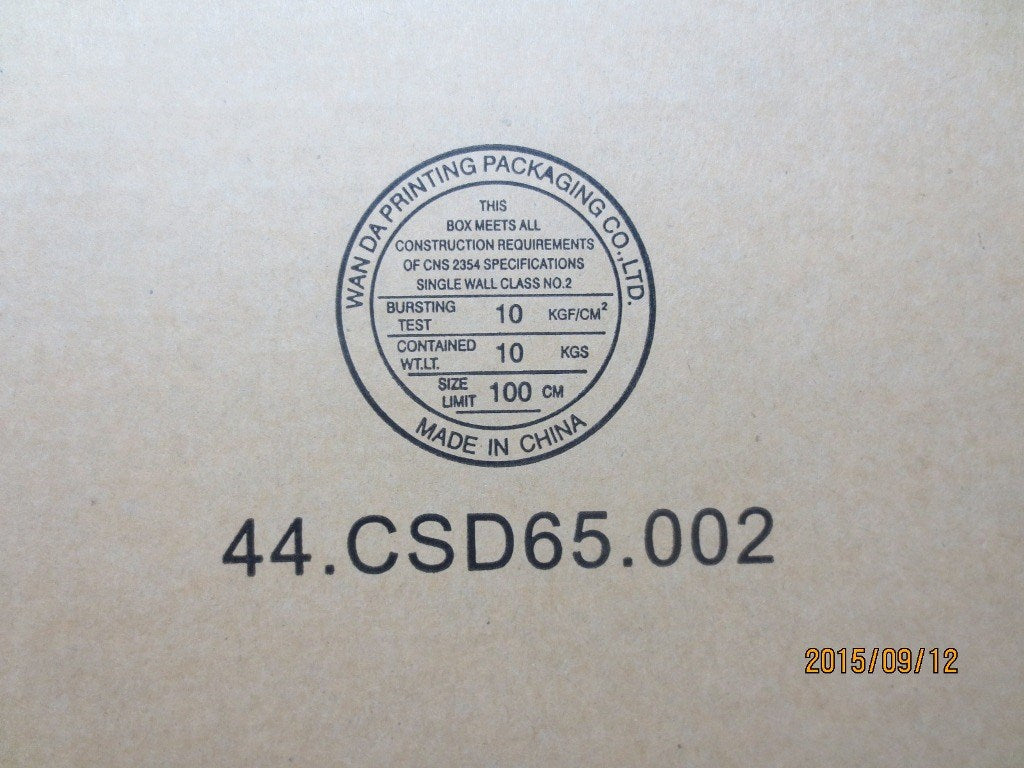 WAN DA PRINTING PACKAGING CO.,LTD.
THIS
BOX MEETS ALL
CONSTRUCTION REQUIREMENTS
OF CNS 2354 SPECIFICATIONS
SINGLE WALL CLASS NO.2
BURSTING TEST 10 KGF/CM²
CONTAINED WT.LT. 10 KGS
SIZE LIMIT 100 CM
MADE IN CHINA
44.CSD65.002
2015/09/12